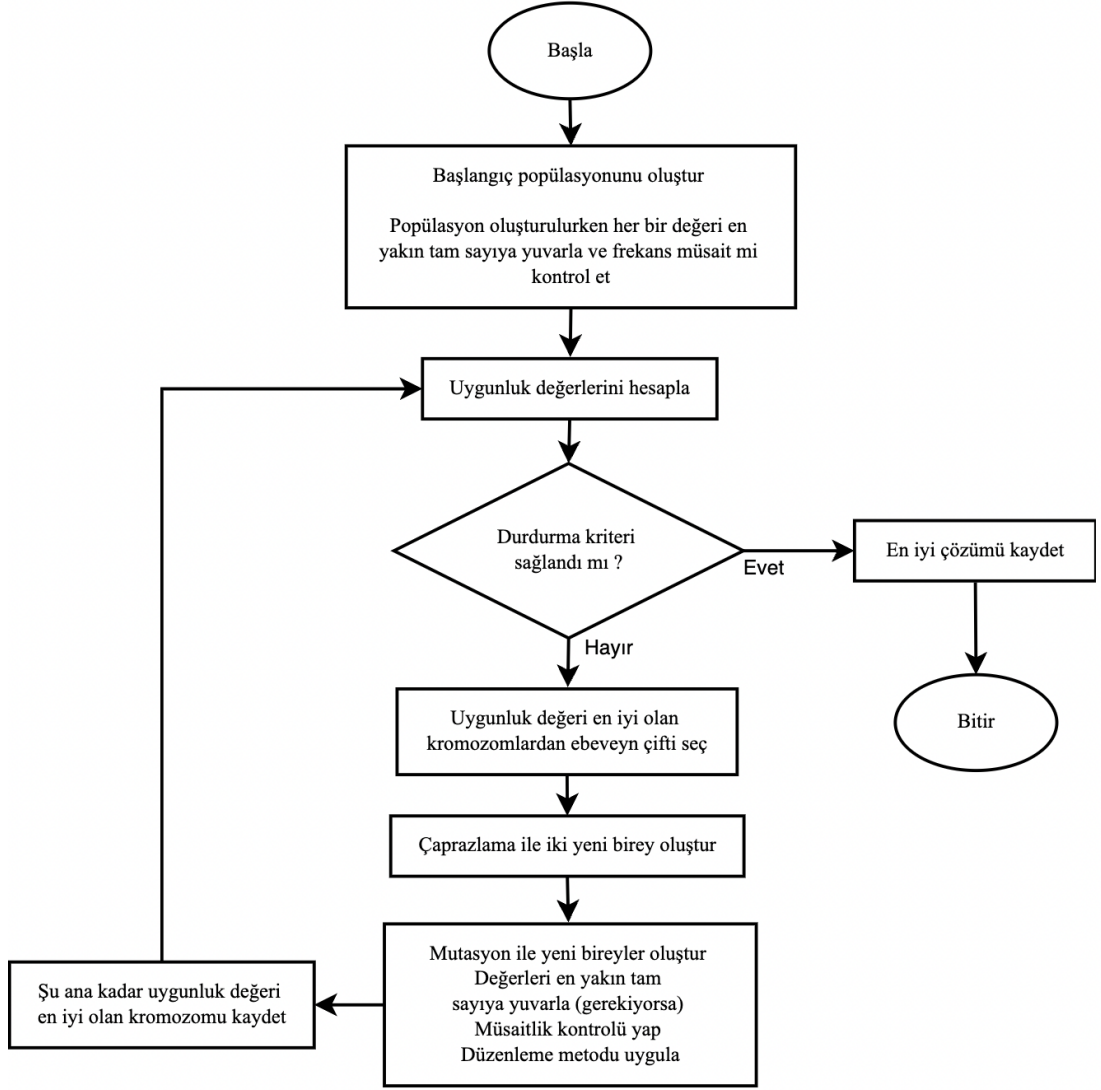 Başla
Başlangıç popülasyonunu oluştur
Popülasyon oluşturulurken her bir değeri en
yakın tam sayıya yuvarla ve frekans müsait mi
kontrol et
Uygunluk değerlerini hesapla
Durdurma kriteri
sağlandı mı ?
Evet
En iyi çözümü kaydet
Bitir
Hayır
Uygunluk değeri en iyi olan
kromozomlardan ebeveyn çifti seç
Çaprazlama ile iki yeni birey oluştur
Mutasyon ile yeni bireyler oluştur
Değerleri en yakın tam
sayıya yuvarla (gerekiyorsa)
Müsaitlik kontrolü yap
Düzenleme metodu uygula
Şu ana kadar uygunluk değeri
en iyi olan kromozomu kaydet